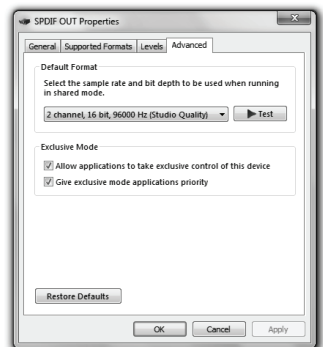 SPDIF OUT Properties
General Supported Formats Levels Advanced
Default Format
Select the sample rate and bit depth to be used when running
in shared mode.
2 channel, 16 bit, 96000 Hz (Studio Quality)
Test
Exclusive Mode
Allow applications to take exclusive control of this device
Give exclusive mode applications priority
Restore Defaults
OK Cancel Apply